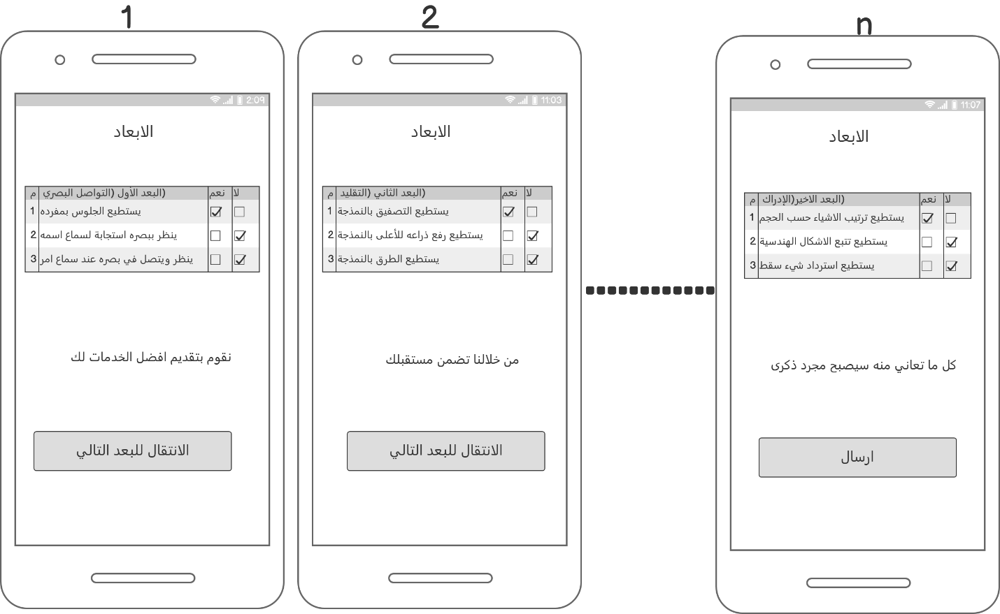 1
2:09
الابعاد
م البعد الأول (التواصل البصري) نعم لا
1 يستطيع الجلوس بمفرده
2 ينظر ببصره استجابة لسماع اسمه
3 ينظر ويتصل في بصره عند سماع امر
نقوم بتقديم افضل الخدمات لك
الانتقال للبعد التالي
2
11:03
الابعاد
م البعد الثاني (التقليد) نعم لا
1 يستطيع التصفيق بالنمذجة
2 يستطيع رفع ذراعه للأعلى بالنمذجة
3 يستطيع الطرق بالنمذجة
من خلالنا تضمن مستقبلك
الانتقال للبعد التالي
n
11:07
الابعاد
م البعد الاخير(الإدراك) نعم لا
1 يستطيع ترتيب الاشياء حسب الحجم
2 يستطيع تتبع الاشكال الهندسية
3 يستطيع استرداد شيء سقط
كل ما تعاني منه سيصبح مجرد ذكرى
ارسال